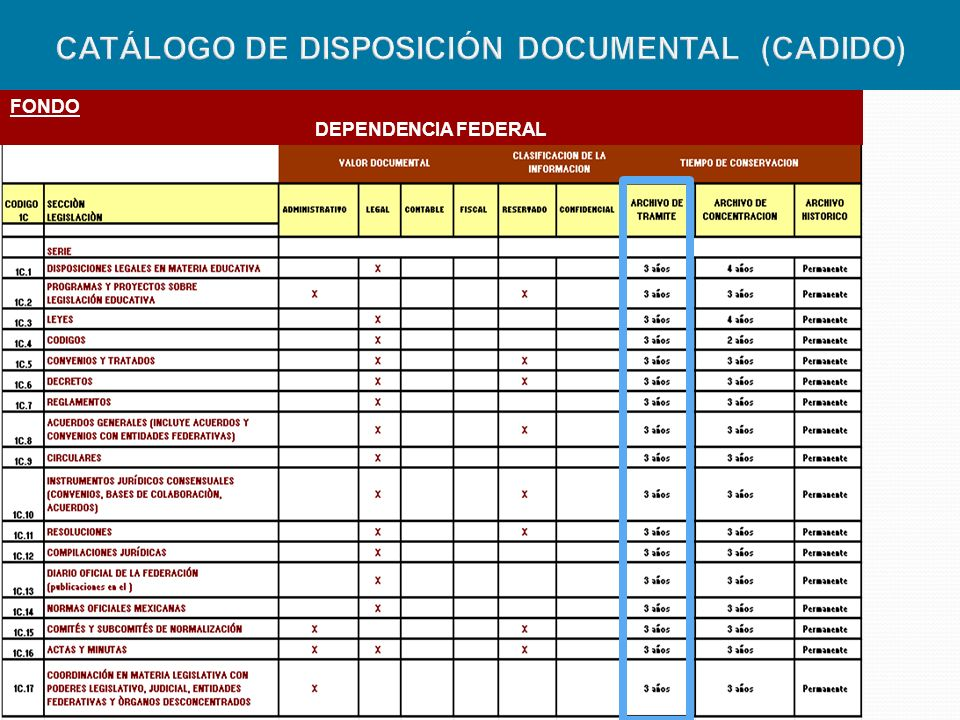 CATÁLOGO DE DISPOSICIÓN DOCUMENTAL (CADIDO)
FONDO
DEPENDENCIA FEDERAL
VALOR DOCUMENTAL CLASIFICACION DE LA INFORMACION TIEMPO DE CONSERVACION
CODIGO 1C SECCIÒN LEGISLACIÒN ADMINISTRATIVO LEGAL CONTABLE FISCAL RESERVADO CONFIDENCIAL ARCHIVO DE TRAMITE ARCHIVO DE CONCENTRACION ARCHIVO HISTORICO
SERIE
1C.1 DISPOSICIONES LEGALES EN MATERIA EDUCATIVA X 3 años 4 años Permanente
1C.2 PROGRAMAS Y PROYECTOS SOBRE LEGISLACIÓN EDUCATIVA X X 3 años 3 años Permanente
1C.3 LEYES X 3 años 4 años Permanente
1C.4 CODIGOS X 3 años 2 años Permanente
1C.5 CONVENIOS Y TRATADOS X X 3 años 3 años Permanente
1C.6 DECRETOS X X 3 años 3 años Permanente
1C.7 REGLAMENTOS X 3 años 3 años Permanente
1C.8 ACUERDOS GENERALES (INCLUYE ACUERDOS Y CONVENIOS CON ENTIDADES FEDERATIVAS) X X 3 años 3 años Permanente
1C.9 CIRCULARES X 3 años 3 años Permanente
1C.10 INSTRUMENTOS JURÍDICOS CONSENSUALES (CONVENIOS, BASES DE COLABORACIÒN, ACUERDOS) X X 3 años 3 años Permanente
1C.11 RESOLUCIONES X X 3 años 3 años Permanente
1C.12 COMPILACIONES JURÍDICAS X 3 años 3 años Permanente
1C.13 DIARIO OFICIAL DE LA FEDERACIÓN (publicaciones en el ) X 3 años 3 años Permanente
1C.14 NORMAS OFICIALES MEXICANAS X 3 años 3 años Permanente
1C.15 COMITÉS Y SUBCOMITÉS DE NORMALIZACIÓN X X 3 años 3 años Permanente
1C.16 ACTAS Y MINUTAS X X X 3 años 3 años Permanente
1C.17 COORDINACIÓN EN MATERIA LEGISLATIVA CON PODERES LEGISLATIVO, JUDICIAL, ENTIDADES FEDERATIVAS Y ÒRGANOS DESCONCENTRADOS X 3 años 3 años Permanente